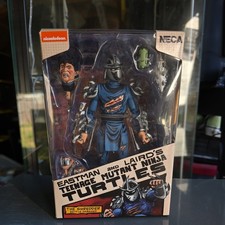 nickelodeon
NECA
EASTMAN AND LAIRD'S
TEENAGE MUTANT NINJA
TURTLES